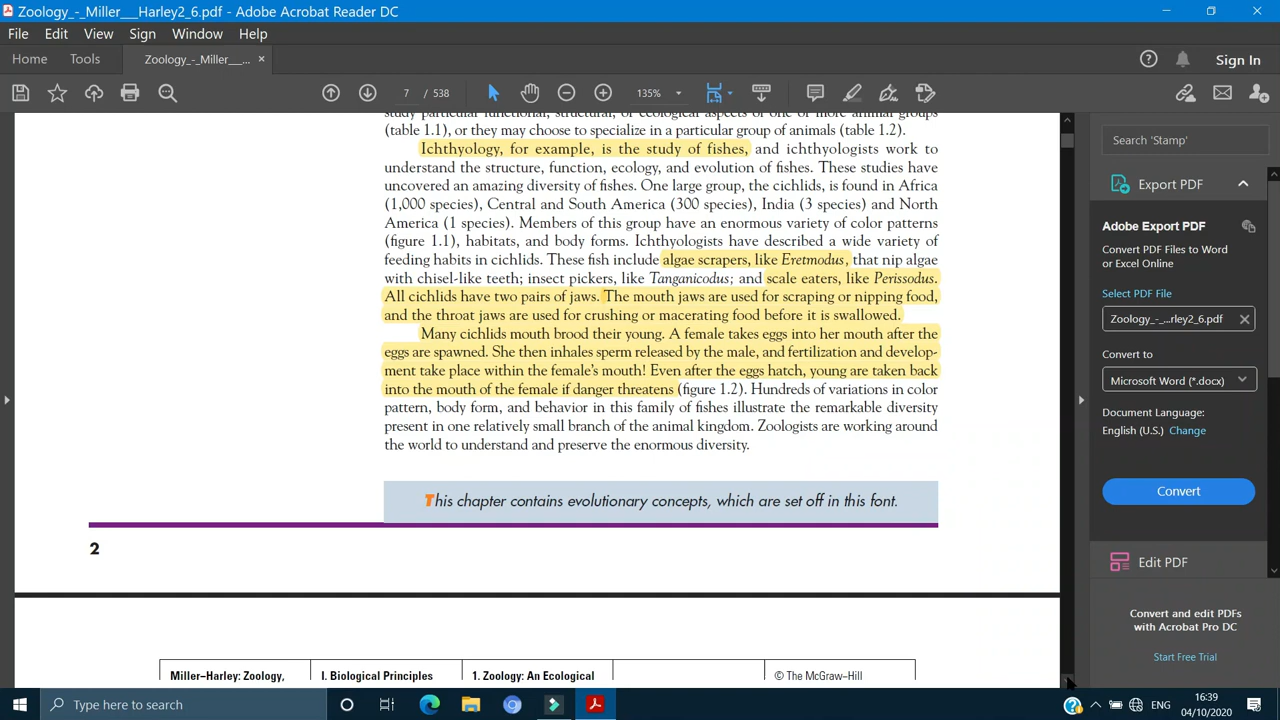 Zoology_-_Miller___Harley2_6.pdf - Adobe Acrobat Reader DC
File Edit View Sign Window Help
Home Tools Zoology_-_Miller___... × Sign In
7 / 538 135%
study particular functional, structural, or ecological aspects of one or more animal groups
(table 1.1), or they may choose to specialize in a particular group of animals (table 1.2).
Ichthyology, for example, is the study of fishes, and ichthyologists work to
understand the structure, function, ecology, and evolution of fishes. These studies have
uncovered an amazing diversity of fishes. One large group, the cichlids, is found in Africa
(1,000 species), Central and South America (300 species), India (3 species) and North
America (1 species). Members of this group have an enormous variety of color patterns
(figure 1.1), habitats, and body forms. Ichthyologists have described a wide variety of
feeding habits in cichlids. These fish include algae scrapers, like Eretmodus, that nip algae
with chisel-like teeth; insect pickers, like Tanganicodus; and scale eaters, like Perissodus.
All cichlids have two pairs of jaws. The mouth jaws are used for scraping or nipping food,
and the throat jaws are used for crushing or macerating food before it is swallowed.
Many cichlids mouth brood their young. A female takes eggs into her mouth after the
eggs are spawned. She then inhales sperm released by the male, and fertilization and develop-
ment take place within the female's mouth! Even after the eggs hatch, young are taken back
into the mouth of the female if danger threatens (figure 1.2). Hundreds of variations in color
pattern, body form, and behavior in this family of fishes illustrate the remarkable diversity
present in one relatively small branch of the animal kingdom. Zoologists are working around
the world to understand and preserve the enormous diversity.
This chapter contains evolutionary concepts, which are set off in this font.
2
Miller–Harley: Zoology, I. Biological Principles 1. Zoology: An Ecological © The McGraw–Hill
Search 'Stamp'
Export PDF
Adobe Export PDF
Convert PDF Files to Word
or Excel Online
Select PDF File
Zoology_-_...rley2_6.pdf ×
Convert to
Microsoft Word (*.docx)
Document Language:
English (U.S.) Change
Convert
Edit PDF
Convert and edit PDFs
with Acrobat Pro DC
Start Free Trial
Type here to search
ENG
16:39
04/10/2020